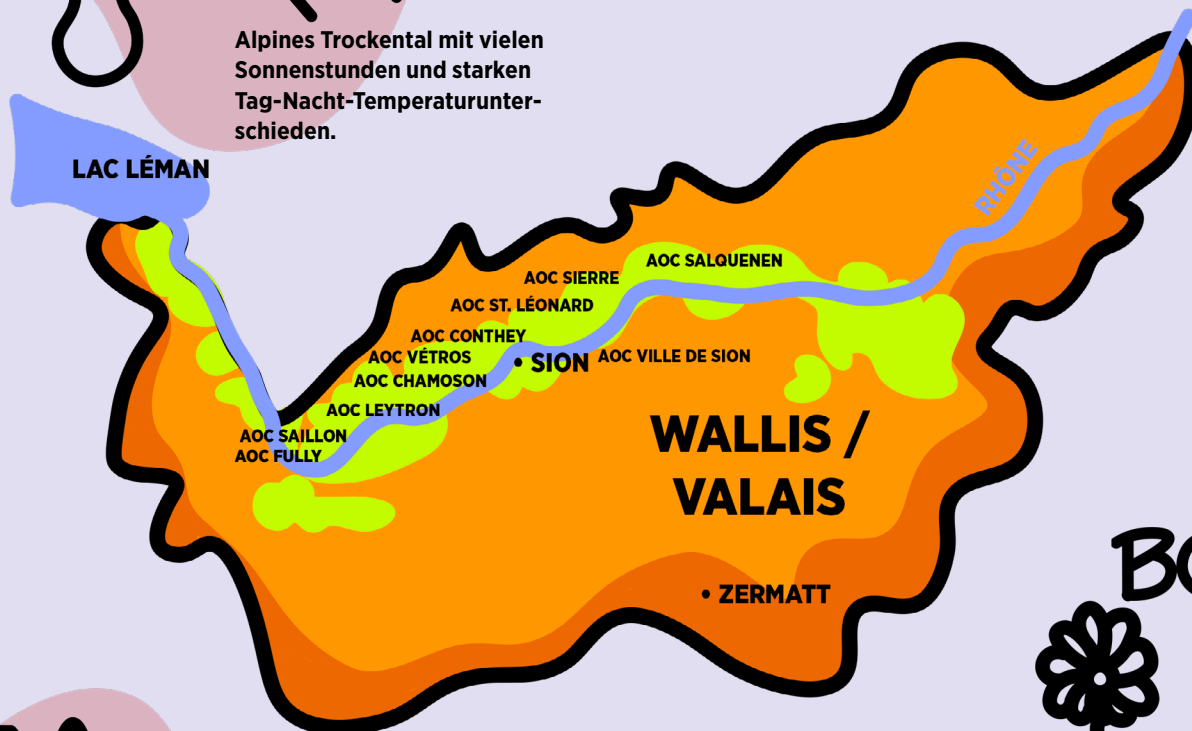 Alpines Trockental mit vielen
Sonnenstunden und starken
Tag-Nacht-Temperaturunter-
schieden.
LAC LÉMAN
RHÔNE
AOC SALQUENEN
AOC SIERRE
AOC ST. LÉONARD
AOC CONTHEY
AOC VÉTROS
• SION
AOC VILLE DE SION
AOC CHAMOSON
AOC LEYTRON
AOC SAILLON
AOC FULLY
WALLIS /
VALAIS
• ZERMATT